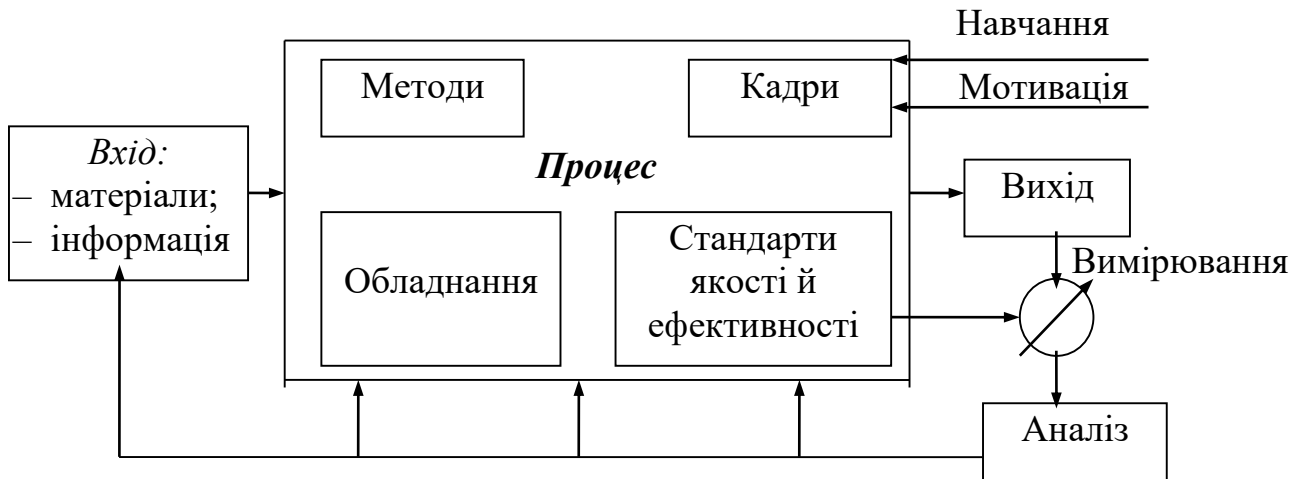 Навчання
Методи
Кадри
Мотивація
Вхід:
– матеріали;
– інформація
Процес
Вихід
Обладнання
Стандарти
якості й
ефективності
Вимірювання
Аналіз